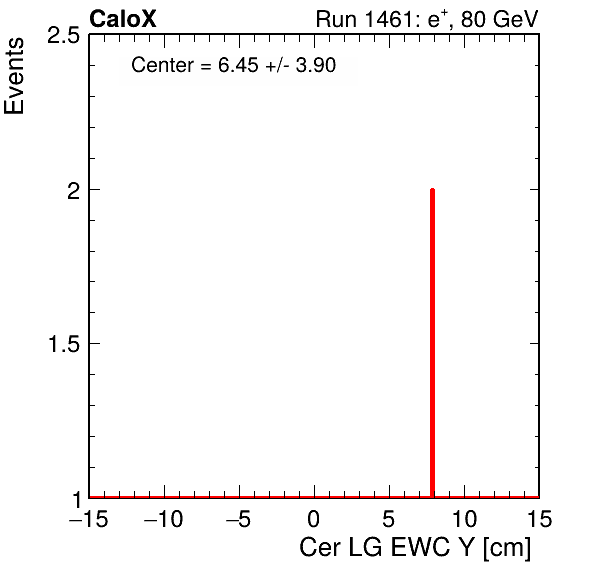 CaloX Run 1461: e⁺, 80 GeV
Center = 6.45 +/- 3.90
Events
2.5
2
1.5
1
−15 −10 −5 0 5 10 15
Cer LG EWC Y [cm]